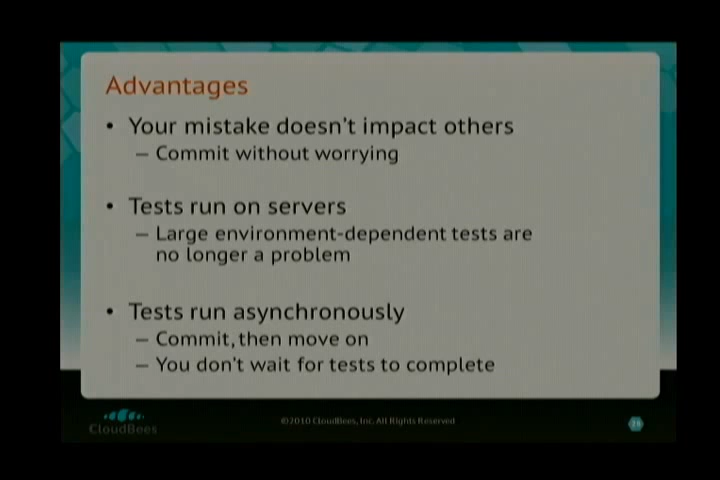 Advantages
• Your mistake doesn't impact others
– Commit without worrying
• Tests run on servers
– Large environment-dependent tests are
no longer a problem
• Tests run asynchronously
– Commit, then move on
– You don't wait for tests to complete
CloudBees
©2010 CloudBees, Inc. All Rights Reserved